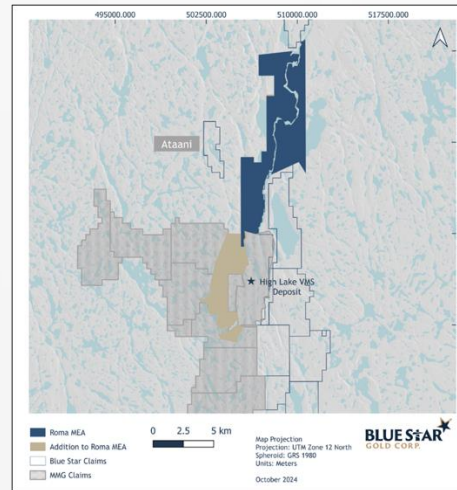 495000.000 502500.000 510000.000 517500.000
Ataani
High Lake VMS
Deposit
Roma MEA
Addition to Roma MEA
Blue Star Claims
MMG Claims
0 2.5 5 km
Map Projection
Projection: UTM Zone 12 North
Spheroid: GRS 1980
Units: Meters
October 2024
BLUE STAR
GOLD CORP.